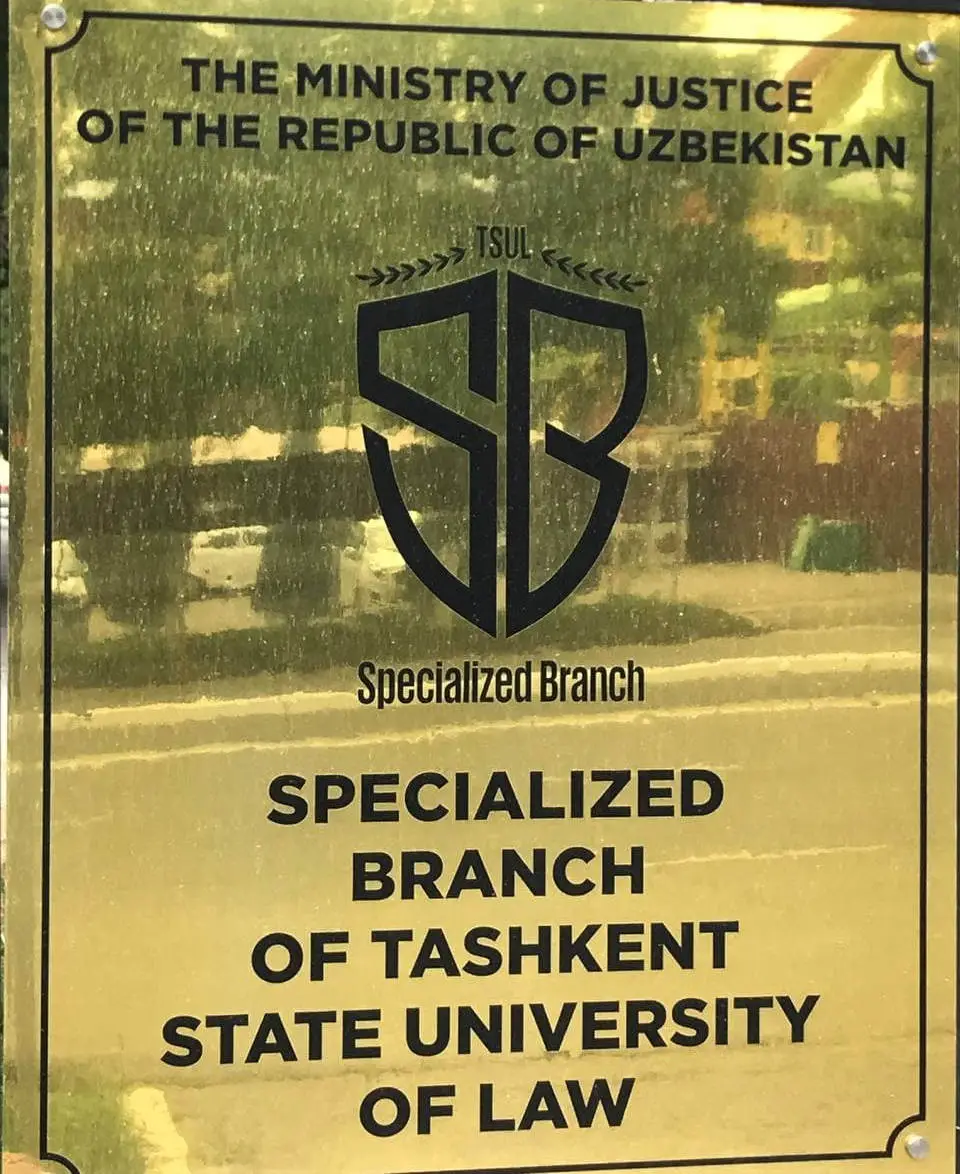 THE MINISTRY OF JUSTICE
OF THE REPUBLIC OF UZBEKISTAN
TSUL
SB
Specialized Branch
SPECIALIZED
BRANCH
OF TASHKENT
STATE UNIVERSITY
OF LAW